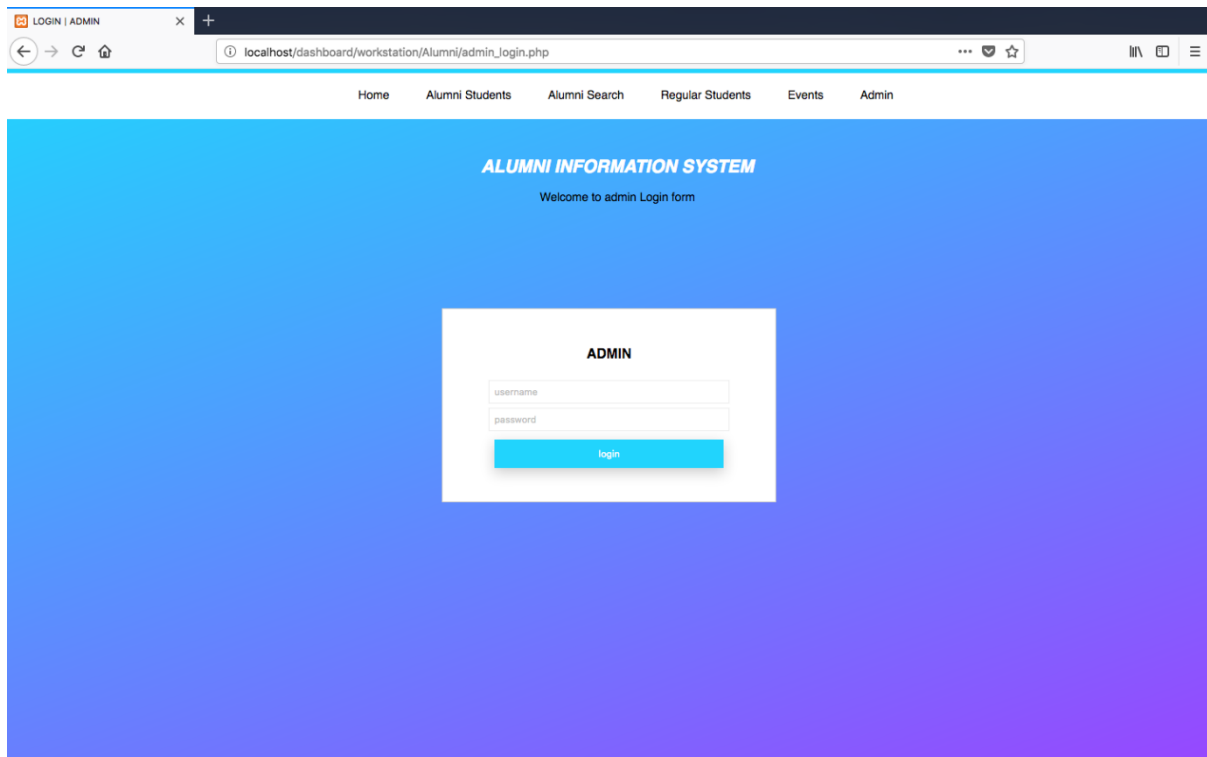 LOGIN | ADMIN
localhost/dashboard/workstation/Alumni/admin_login.php
Home Alumni Students Alumni Search Regular Students Events Admin
ALUMNI INFORMATION SYSTEM
Welcome to admin Login form
ADMIN
username
password
login